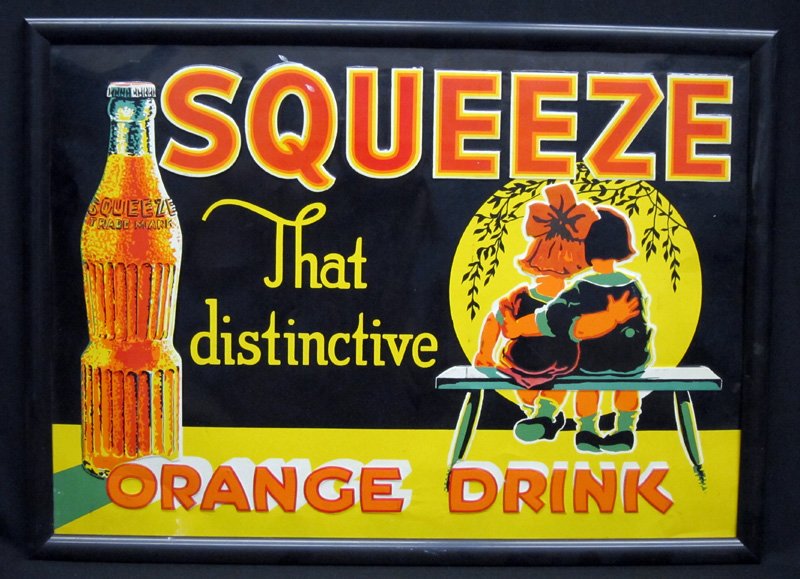 SQUEEZE
SQUEEZE
TRADE MARK
That
distinctive
ORANGE DRINK